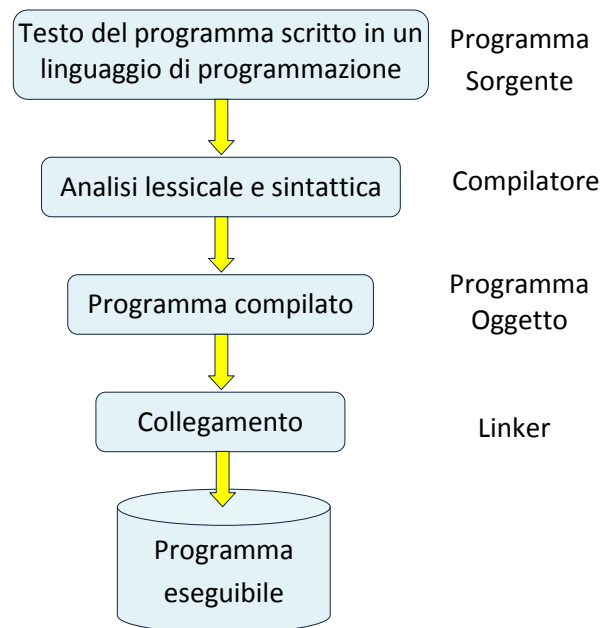 Testo del programma scritto in un
linguaggio di programmazione
Programma
Sorgente
Analisi lessicale e sintattica
Compilatore
Programma compilato
Programma
Oggetto
Collegamento
Linker
Programma
eseguibile